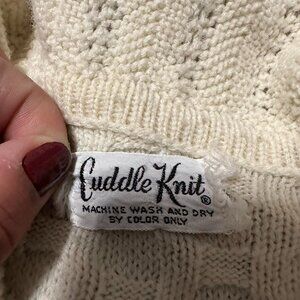 Cuddle Knit®
MACHINE WASH AND DRY
BY COLOR ONLY